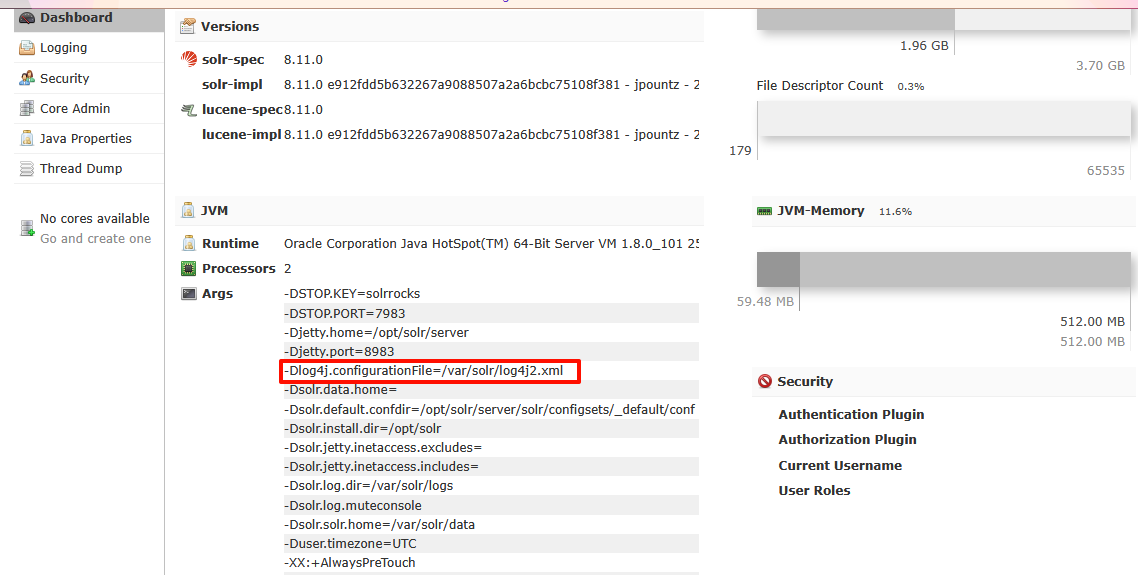 Dashboard
Logging
Security
Core Admin
Java Properties
Thread Dump
No cores available
Go and create one
Versions
solr-spec 8.11.0
solr-impl 8.11.0 e912fdd5b632267a9088507a2a6bcbc75108f381 - jpountz - 2
lucene-spec 8.11.0
lucene-impl 8.11.0 e912fdd5b632267a9088507a2a6bcbc75108f381 - jpountz - 2
JVM
Runtime Oracle Corporation Java HotSpot(TM) 64-Bit Server VM 1.8.0_101 25
Processors 2
Args -DSTOP.KEY=solrrocks
-DSTOP.PORT=7983
-Djetty.home=/opt/solr/server
-Djetty.port=8983
-Dlog4j.configurationFile=/var/solr/log4j2.xml
-Dsolr.data.home=
-Dsolr.default.confdir=/opt/solr/server/solr/configsets/_default/conf
-Dsolr.install.dir=/opt/solr
-Dsolr.jetty.inetaccess.excludes=
-Dsolr.jetty.inetaccess.includes=
-Dsolr.log.dir=/var/solr/logs
-Dsolr.log.muteconsole
-Dsolr.solr.home=/var/solr/data
-Duser.timezone=UTC
-XX:+AlwaysPreTouch
1.96 GB
3.70 GB
File Descriptor Count 0.3%
179
65535
JVM-Memory 11.6%
59.48 MB
512.00 MB
512.00 MB
Security
Authentication Plugin
Authorization Plugin
Current Username
User Roles